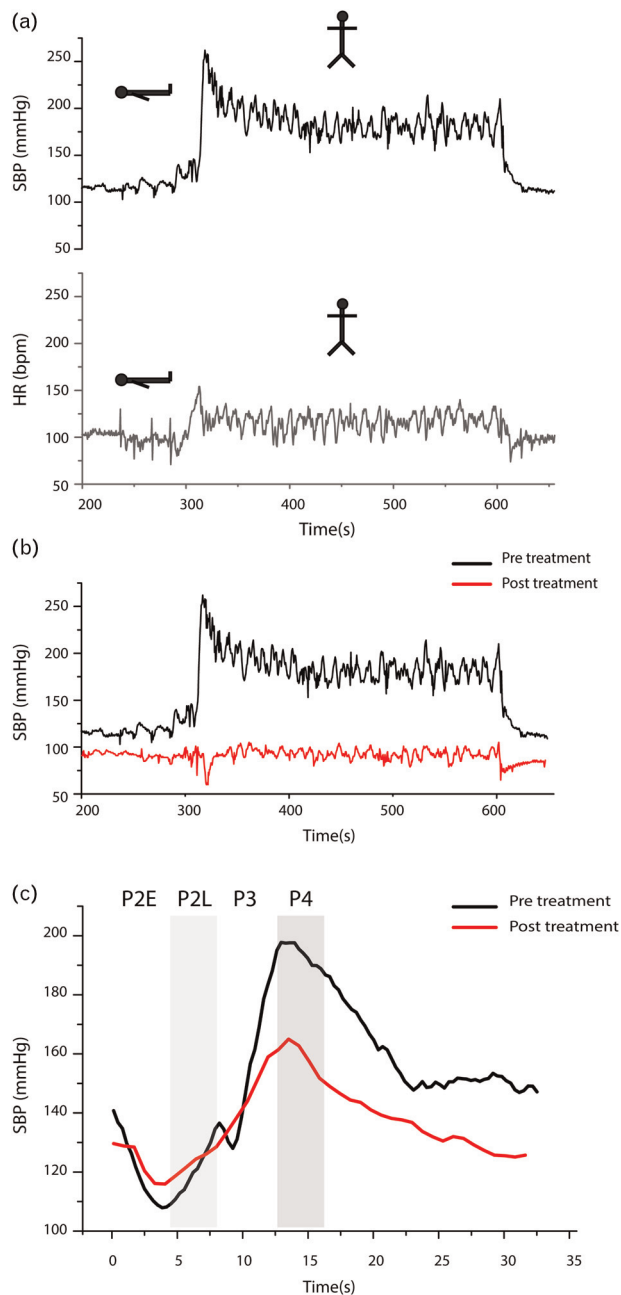 (a)
SBP (mmHg)
250
200
150
100
50
HR (bpm)
250
200
150
100
50
200 300 400 500 600
Time(s)
(b)
Pre treatment
Post treatment
SBP (mmHg)
250
200
150
100
50
200 300 400 500 600
Time(s)
(c)
P2E P2L P3 P4
Pre treatment
Post treatment
SBP (mmHg)
200
180
160
140
120
100
0 5 10 15 20 25 30 35
Time(s)